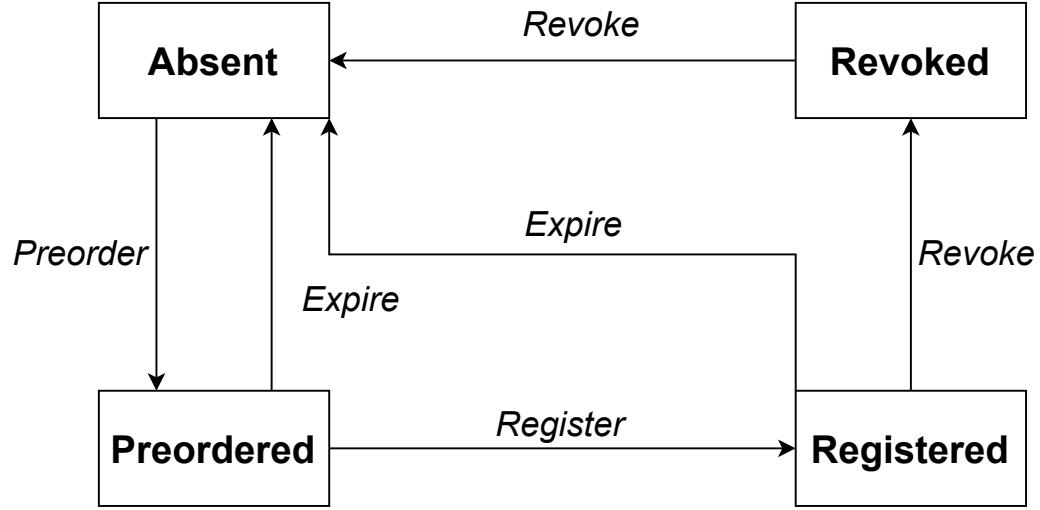 Absent
Revoke
Revoked
Preorder
Expire
Expire
Revoke
Preordered
Register
Registered